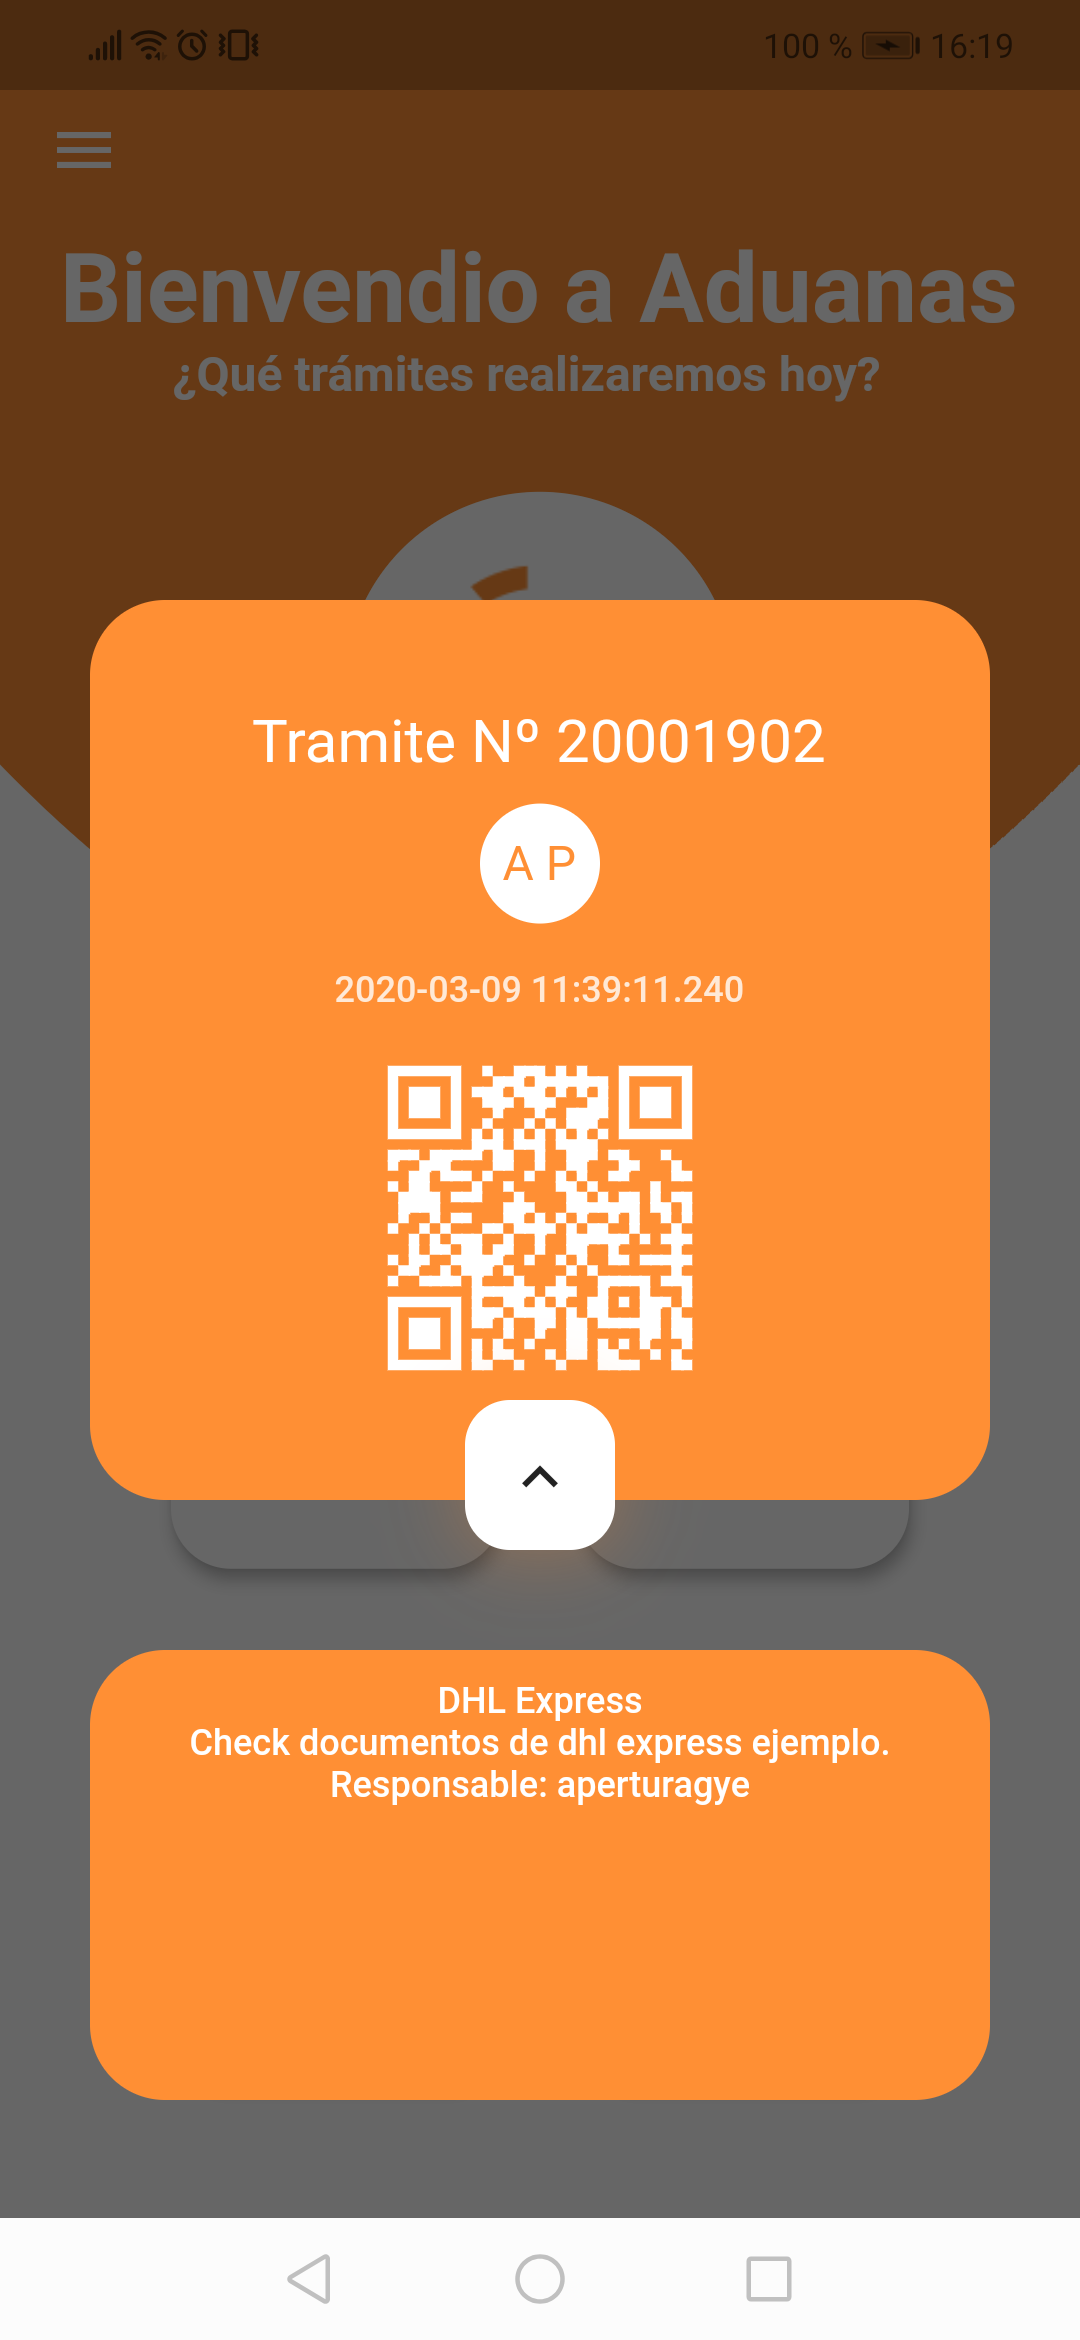 100 % 16:19
Bienvendio a Aduanas
¿Qué trámites realizaremos hoy?
Tramite Nº 20001902
A P
2020-03-09 11:39:11.240
DHL Express
Check documentos de dhl express ejemplo.
Responsable: aperturagye